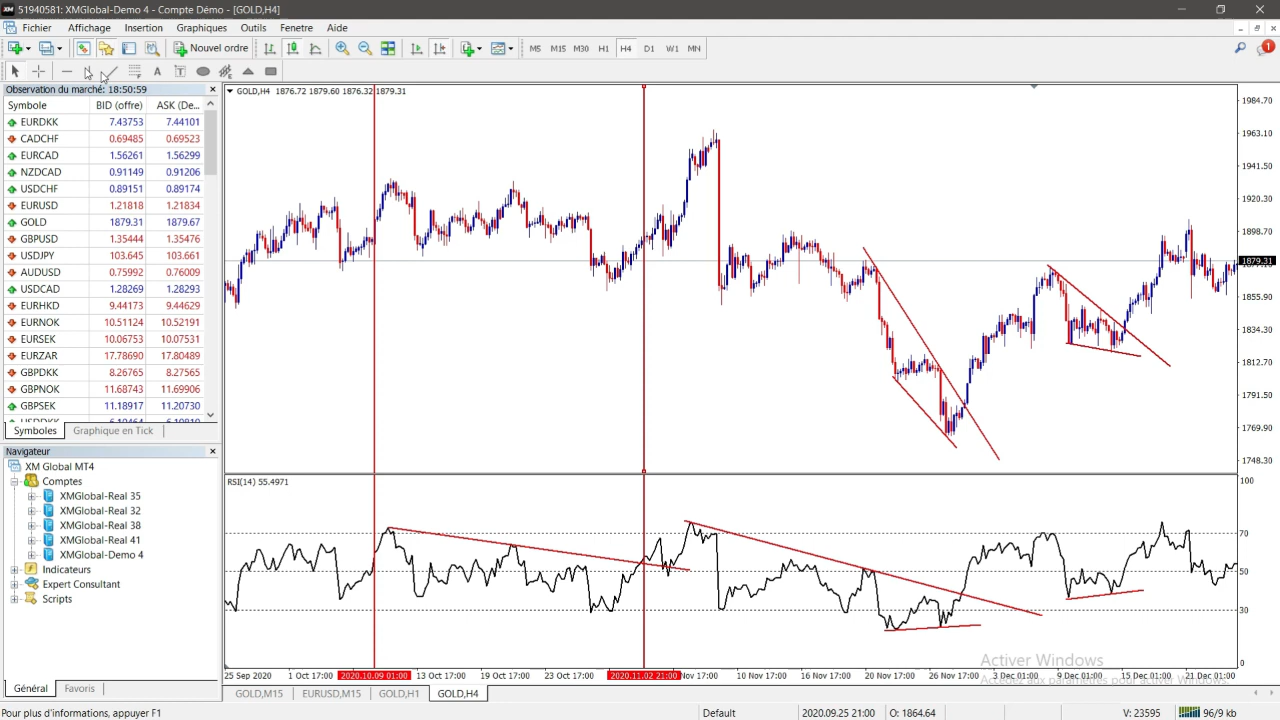 51940581: XMGlobal-Demo 4 - Compte Démo - [GOLD,H4]
Fichier Affichage Insertion Graphiques Outils Fenetre Aide
Nouvel ordre M5 M15 M30 H1 H4 D1 W1 MN 1
A T
Observation du marché: 18:50:59
Symbole BID (offre) ASK (De...
EURDKK 7.43753 7.44101
CADCHF 0.69485 0.69523
EURCAD 1.56261 1.56299
NZDCAD 0.91149 0.91206
USDCHF 0.89151 0.89174
EURUSD 1.21818 1.21834
GOLD 1879.31 1879.67
GBPUSD 1.35444 1.35476
USDJPY 103.645 103.661
AUDUSD 0.75992 0.76009
USDCAD 1.28269 1.28293
EURHKD 9.44173 9.44629
EURNOK 10.51124 10.52191
EURSEK 10.06753 10.07531
EURZAR 17.78690 17.80489
GBPDKK 8.26765 8.27565
GBPNOK 11.68743 11.69906
GBPSEK 11.18917 11.20730
Symboles Graphique en Tick
Navigateur
XM Global MT4
Comptes
XMGlobal-Real 35
XMGlobal-Real 32
XMGlobal-Real 38
XMGlobal-Real 41
XMGlobal-Demo 4
Indicateurs
Expert Consultant
Scripts
Général Favoris
GOLD,H4 1876.72 1879.60 1876.32 1879.31
1984.70
1963.10
1941.50
1920.30
1898.70
1879.31
1855.90
1834.30
1812.70
1791.50
1769.90
1748.30
RSI(14) 55.4971
100
70
50
30
0
25 Sep 2020 1 Oct 17:00 2020.10.09 01:00 13 Oct 17:00 19 Oct 17:00 23 Oct 17:00 2020.11.02 21:00 Nov 17:00 10 Nov 17:00 16 Nov 17:00 20 Nov 17:00 26 Nov 17:00 3 Dec 01:00 9 Dec 01:00 15 Dec 01:00 21 Dec 01:00
Activer Windows
Accédez aux paramètres pour activer Windows.
GOLD,M15 EURUSD,M15 GOLD,H1 GOLD,H4
Pour plus d'informations, appuyer F1 Default 2020.09.25 21:00 O: 1864.64 V: 23595 96/9 kb